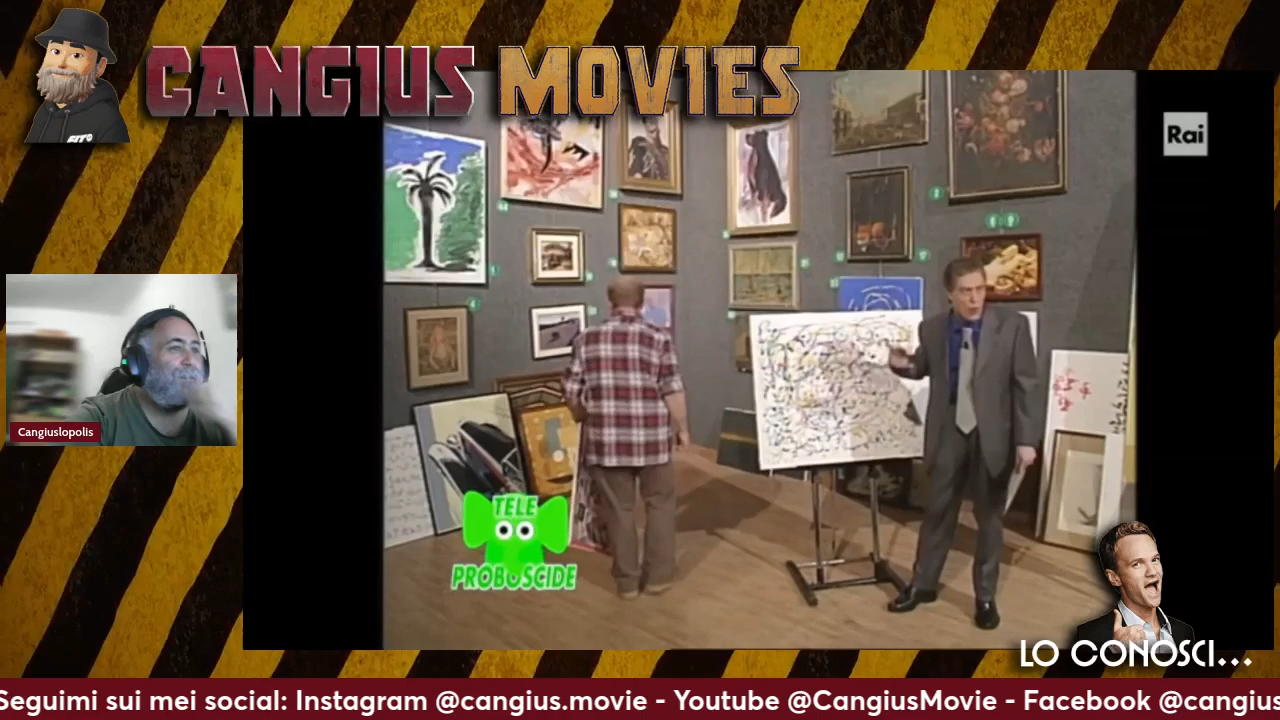 CANGIUS MOVIES
Rai
FIT
Cangiuslopolis
TELE
PROBOSCIDE
LO CONOSCI...
Seguimi sui mei social: Instagram @cangius.movie - Youtube @CangiusMovie - Facebook @cangius